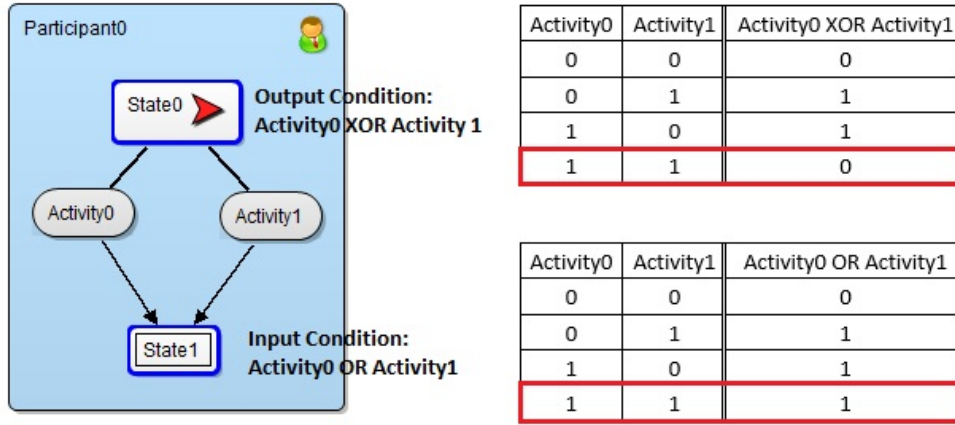 Participant0
State0
Output Condition:
Activity0 XOR Activity 1
Activity0
Activity1
State1
Input Condition:
Activity0 OR Activity1
Activity0 Activity1 Activity0 XOR Activity1
0 0 0
0 1 1
1 0 1
1 1 0
Activity0 Activity1 Activity0 OR Activity1
0 0 0
0 1 1
1 0 1
1 1 1